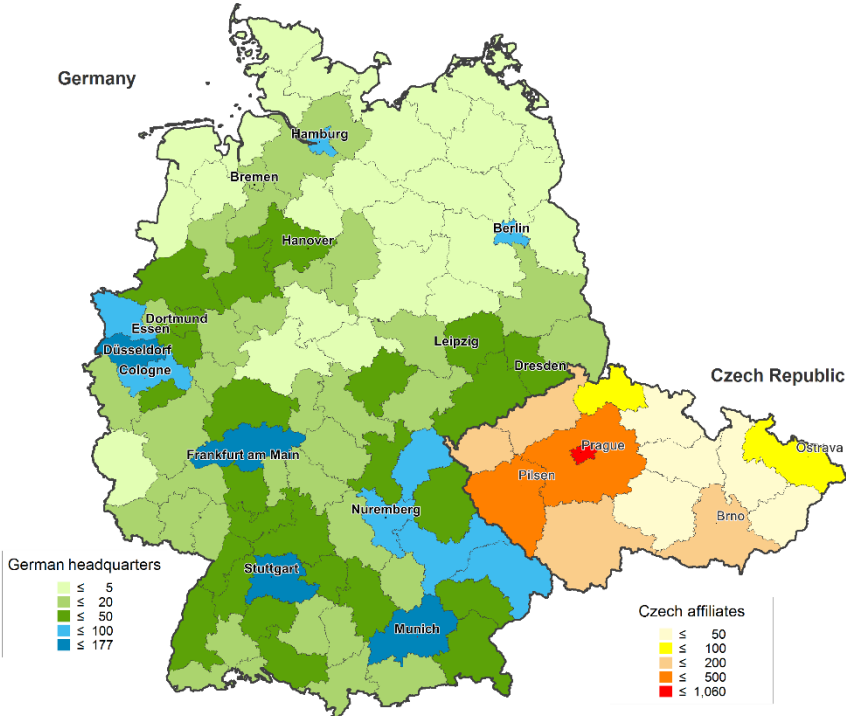 Germany
Hamburg
Bremen
Berlin
Hanover
Dortmund
Essen
Düsseldorf
Cologne
Leipzig
Dresden
Czech Republic
Frankfurt am Main
Prague
Ostrava
Pilsen
Nuremberg
Brno
Stuttgart
Munich
German headquarters
≤ 5
≤ 20
≤ 50
≤ 100
≤ 177
Czech affiliates
≤ 50
≤ 100
≤ 200
≤ 500
≤ 1,060